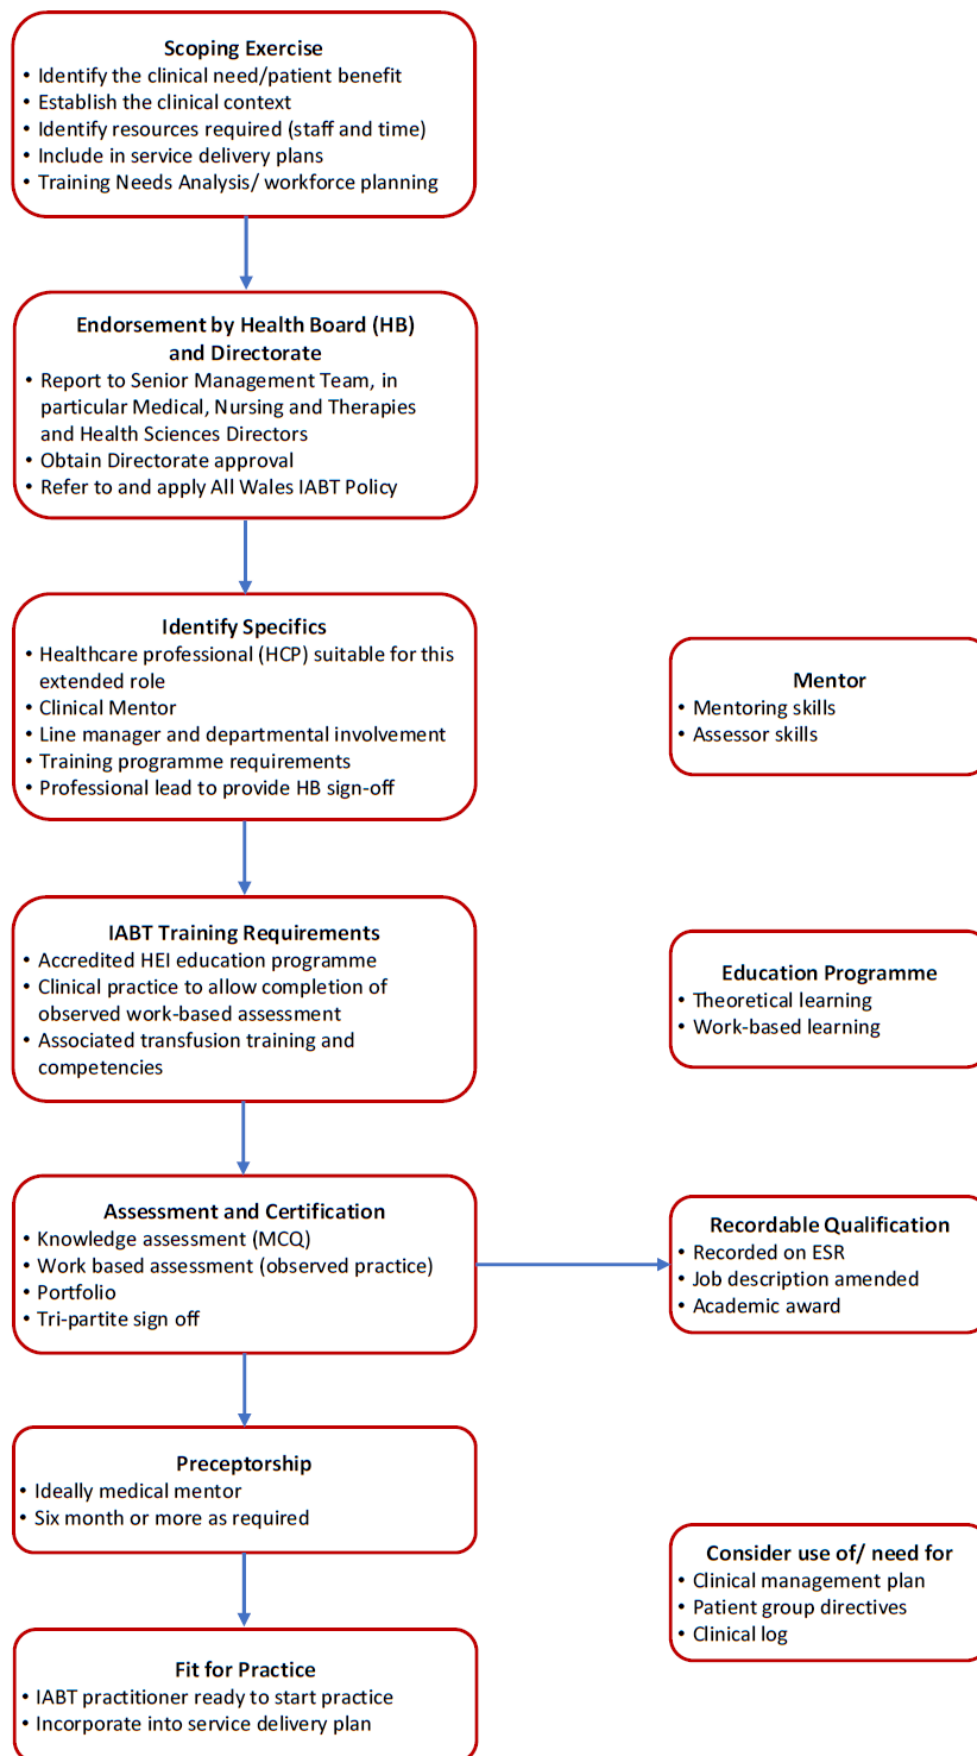 Scoping Exercise
• Identify the clinical need/patient benefit
• Establish the clinical context
• Identify resources required (staff and time)
• Include in service delivery plans
• Training Needs Analysis/ workforce planning
Endorsement by Health Board (HB)
and Directorate
• Report to Senior Management Team, in
particular Medical, Nursing and Therapies
and Health Sciences Directors
• Obtain Directorate approval
• Refer to and apply All Wales IABT Policy
Identify Specifics
• Healthcare professional (HCP) suitable for this
extended role
• Clinical Mentor
• Line manager and departmental involvement
• Training programme requirements
• Professional lead to provide HB sign-off
Mentor
• Mentoring skills
• Assessor skills
IABT Training Requirements
• Accredited HEI education programme
• Clinical practice to allow completion of
observed work-based assessment
• Associated transfusion training and
competencies
Education Programme
• Theoretical learning
• Work-based learning
Assessment and Certification
• Knowledge assessment (MCQ)
• Work based assessment (observed practice)
• Portfolio
• Tri-partite sign off
Recordable Qualification
• Recorded on ESR
• Job description amended
• Academic award
Preceptorship
• Ideally medical mentor
• Six month or more as required
Consider use of/ need for
• Clinical management plan
• Patient group directives
• Clinical log
Fit for Practice
• IABT practitioner ready to start practice
• Incorporate into service delivery plan